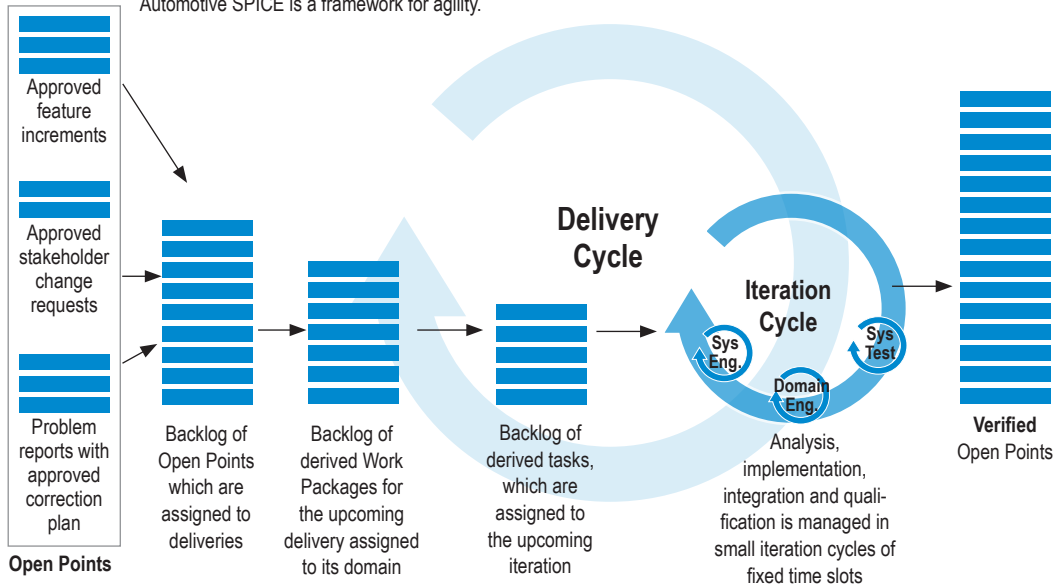 Automotive SPICE is a framework for agility.
Approved
feature
increments
Approved
stakeholder
change
requests
Problem
reports with
approved
correction
plan
Open Points
Backlog of
Open Points
which are
assigned to
deliveries
Backlog of
derived Work
Packages for
the upcoming
delivery assigned
to its domain
Backlog of
derived tasks,
which are
assigned to
the upcoming
iteration
Delivery
Cycle
Iteration
Cycle
Sys
Eng.
Domain
Eng.
Sys
Test
Analysis,
implementation,
integration and quali-
fication is managed in
small iteration cycles of
fixed time slots
Verified
Open Points